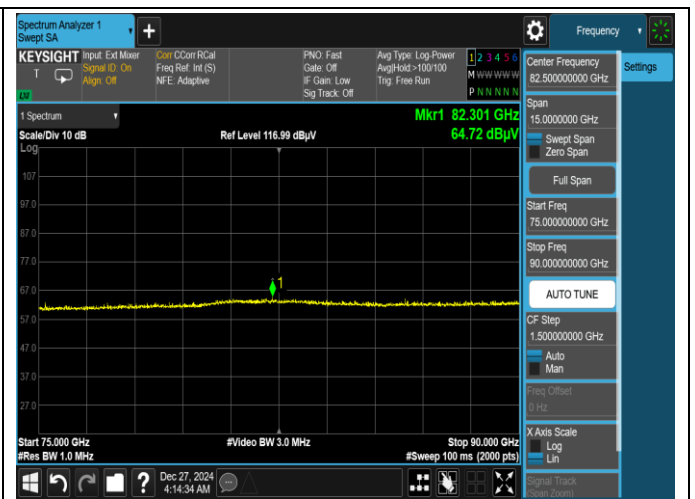 Spectrum Analyzer 1
Swept SA
+
Frequency
KEYSIGHT
T
LXI
Input: Ext Mixer
Signal ID: On
Align: Off
Corr CCorr RCal
Freq Ref: Int (S)
NFE: Adaptive
PNO: Fast
Gate: Off
IF Gain: Low
Sig Track: Off
Avg Type: Log-Power
Avg|Hold:>100/100
Trig: Free Run
1 2 3 4 5 6
M W W W W W
P N N N N N
1 Spectrum
Scale/Div 10 dB
Log
Ref Level 116.99 dBµV
Mkr1 82.301 GHz
64.72 dBµV
107
97.0
87.0
77.0
67.0
57.0
47.0
37.0
27.0
1
Start 75.000 GHz
#Res BW 1.0 MHz
#Video BW 3.0 MHz
Stop 90.000 GHz
#Sweep 100 ms (2000 pts)
?
Dec 27, 2024
4:14:34 AM
Center Frequency
82.500000000 GHz
Settings
Span
15.0000000 GHz
Swept Span
Zero Span
Full Span
Start Freq
75.000000000 GHz
Stop Freq
90.000000000 GHz
AUTO TUNE
CF Step
1.500000000 GHz
Auto
Man
Freq Offset
0 Hz
X Axis Scale
Log
Lin
Signal Track
(Span Zoom)